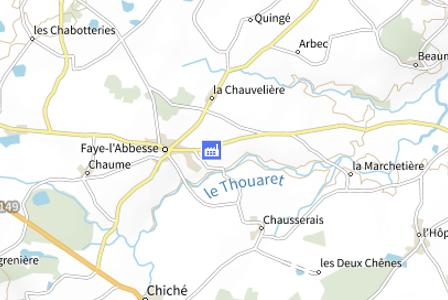 Quingé
les Chabotteries
Arbec
Beaum
la Chauvelière
Faye-l'Abbesse
Chaume
la Marchetière
le Thouaret
149
Chausserais
l'Hôp
grenière
les Deux Chênes
Chiché